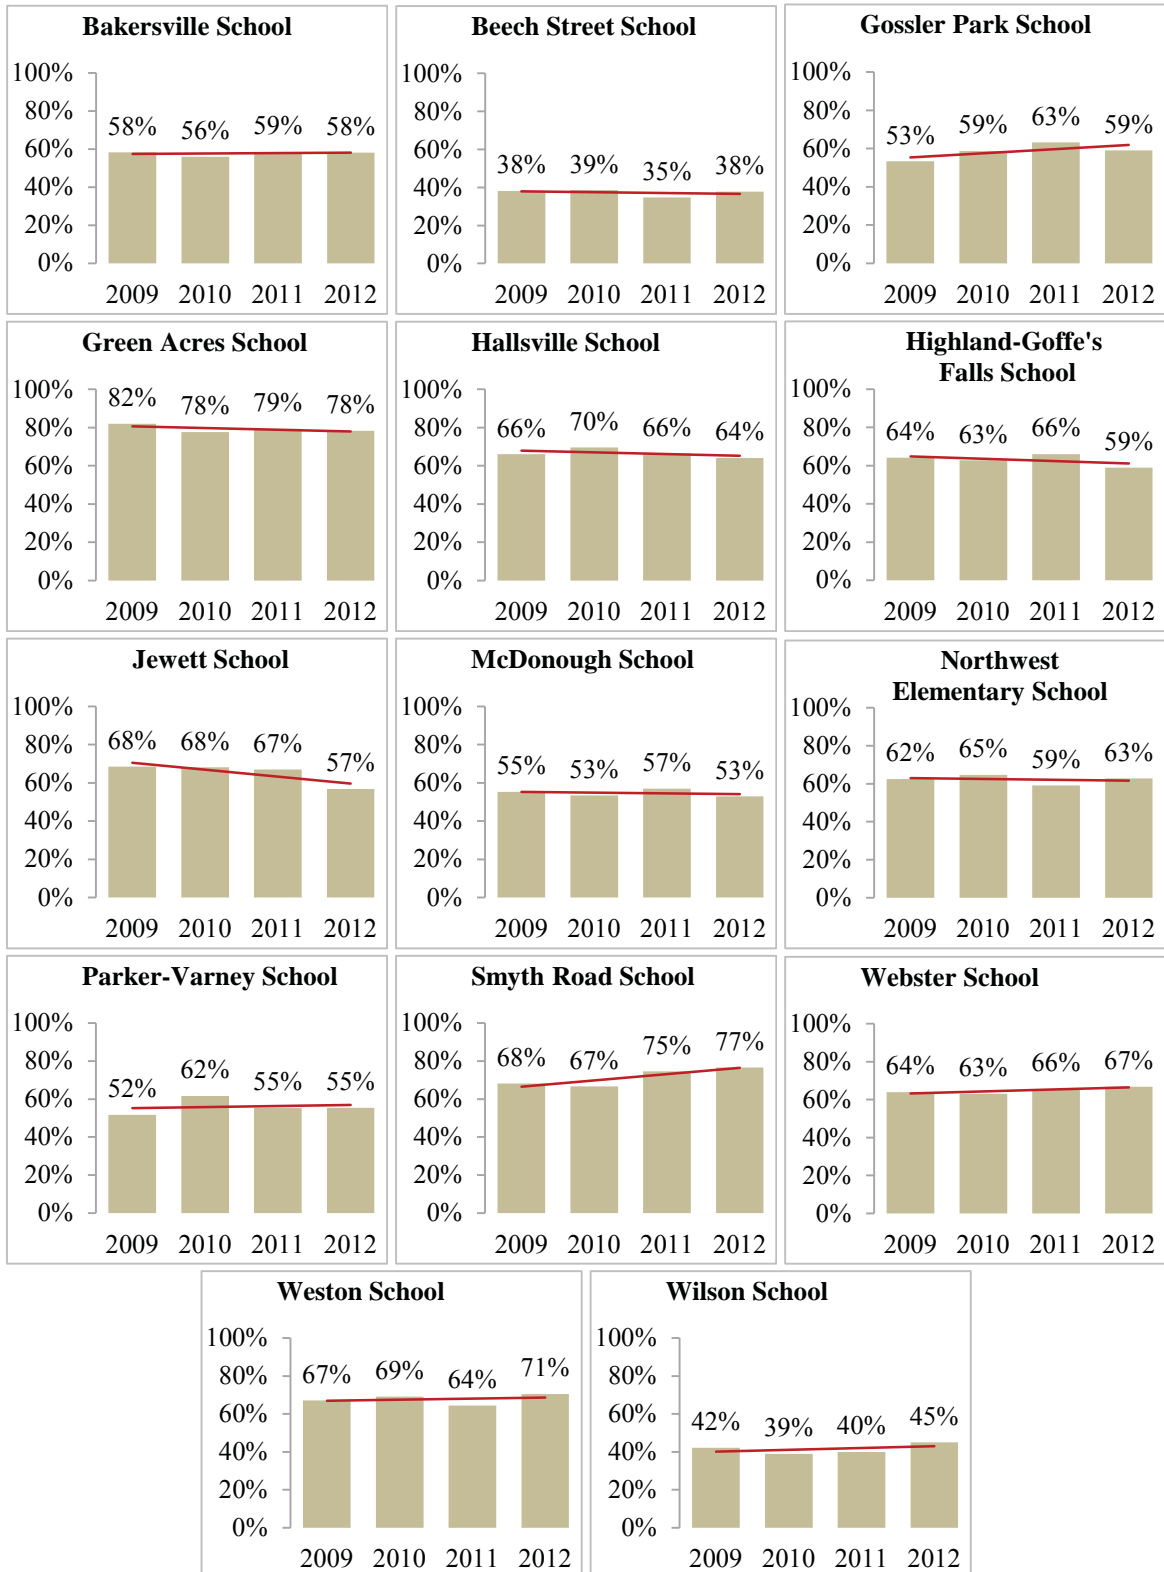 Bakersville School
100%
80%
60%
40%
20%
0%
58% 56% 59% 58%
2009 2010 2011 2012
Beech Street School
100%
80%
60%
40%
20%
0%
38% 39% 35% 38%
2009 2010 2011 2012
Gossler Park School
100%
80%
60%
40%
20%
0%
53% 59% 63% 59%
2009 2010 2011 2012
Green Acres School
100%
80%
60%
40%
20%
0%
82% 78% 79% 78%
2009 2010 2011 2012
Hallsville School
100%
80%
60%
40%
20%
0%
66% 70% 66% 64%
2009 2010 2011 2012
Highland-Goffe's
Falls School
100%
80%
60%
40%
20%
0%
64% 63% 66% 59%
2009 2010 2011 2012
Jewett School
100%
80%
60%
40%
20%
0%
68% 68% 67% 57%
2009 2010 2011 2012
McDonough School
100%
80%
60%
40%
20%
0%
55% 53% 57% 53%
2009 2010 2011 2012
Northwest
Elementary School
100%
80%
60%
40%
20%
0%
62% 65% 59% 63%
2009 2010 2011 2012
Parker-Varney School
100%
80%
60%
40%
20%
0%
52% 62% 55% 55%
2009 2010 2011 2012
Smyth Road School
100%
80%
60%
40%
20%
0%
68% 67% 75% 77%
2009 2010 2011 2012
Webster School
100%
80%
60%
40%
20%
0%
64% 63% 66% 67%
2009 2010 2011 2012
Weston School
100%
80%
60%
40%
20%
0%
67% 69% 64% 71%
2009 2010 2011 2012
Wilson School
100%
80%
60%
40%
20%
0%
42% 39% 40% 45%
2009 2010 2011 2012